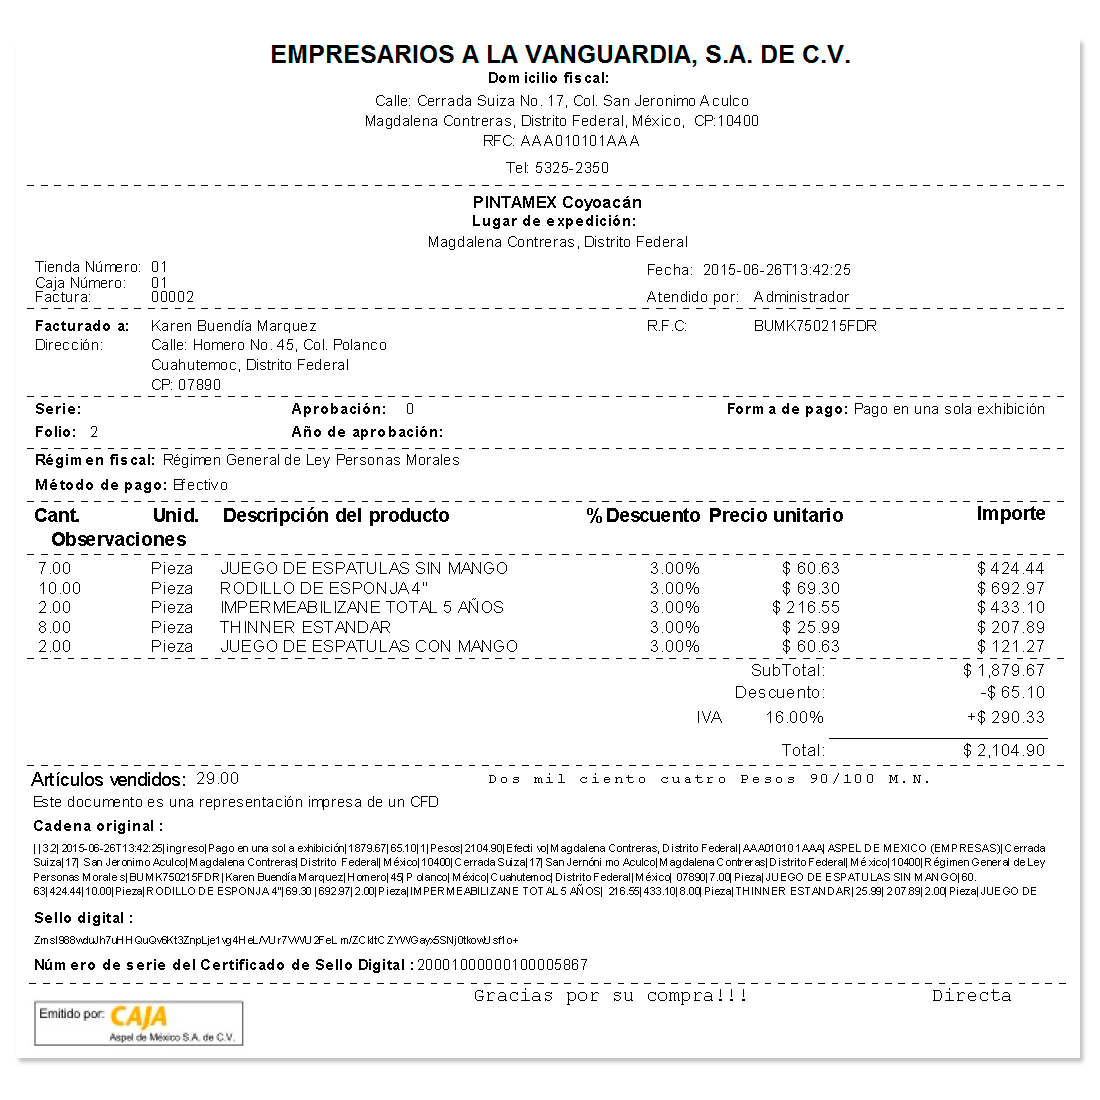 EMPRESARIOS A LA VANGUARDIA, S.A. DE C.V.
Domicilio fiscal:
Calle: Cerrada Suiza No. 17, Col. San Jeronimo Aculco
Magdalena Contreras, Distrito Federal, México, CP:10400
RFC: AAA010101AAA
Tel: 5325-2350
PINTAMEX Coyoacán
Lugar de expedición:
Magdalena Contreras, Distrito Federal
Tienda Número: 01
Caja Número: 01
Factura: 00002
Fecha: 2015-06-26T13:42:25
Atendido por: Administrador
Facturado a: Karen Buendía Marquez R.F.C: BUMK750215FDR
Dirección: Calle: Homero No. 45, Col. Polanco
Cuahutemoc, Distrito Federal
CP: 07890
Serie: Aprobación: 0 Forma de pago: Pago en una sola exhibición
Folio: 2 Año de aprobación:
Régimen fiscal: Régimen General de Ley Personas Morales
Método de pago: Efectivo
Cant. Unid. Descripción del producto % Descuento Precio unitario Importe
Observaciones
7.00 Pieza JUEGO DE ESPATULAS SIN MANGO 3.00% $ 60.63 $ 424.44
10.00 Pieza RODILLO DE ESPONJA 4" 3.00% $ 69.30 $ 692.97
2.00 Pieza IMPERMEABILIZANE TOTAL 5 AÑOS 3.00% $ 216.55 $ 433.10
8.00 Pieza THINNER ESTANDAR 3.00% $ 25.99 $ 207.89
2.00 Pieza JUEGO DE ESPATULAS CON MANGO 3.00% $ 60.63 $ 121.27
SubTotal: $ 1,879.67
Descuento: -$ 65.10
IVA 16.00% +$ 290.33
Total: $ 2,104.90
Artículos vendidos: 29.00 Dos mil ciento cuatro Pesos 90/100 M.N.
Este documento es una representación impresa de un CFD
Cadena original :
||3.2| 2015-06-26T13:42:25|ingreso|Pago en una sol a exhibición|1879.67|65.10|1|Pesos|2104.90|Efecti vo|Magdalena Contreras, Distrito Federal|AAA010101AAA| ASPEL DE MEXICO (EMPRESAS)|Cerrada
Suiza|17| San Jeronimo Aculco|Magdalena Contreras| Distrito Federal| México|10400|Cerrada Suiza|17| San Jernóni mo Aculco|Magdalena Contreras|Distrito Federal| México|10400|Régimen General de Ley
Personas Morales|BUMK750215FDR|Karen Buendía Marquez|Homero|45|Polanco|México|Cuahutemoc|Distrito Federal|México| 07890|7.00|Pieza|JUEGO DE ESPATULAS SIN MANGO|60.
63|424.44|10.00|Pieza|RODILLO DE ESPONJA 4"|69.30|692.97|2.00|Pieza|IMPERMEABILIZANE TOTAL 5 AÑOS| 216.55|433.10|8.00|Pieza|THINNER ESTANDAR|25.99|207.89|2.00|Pieza|JUEGO DE
Sello digital :
Número de serie del Certificado de Sello Digital : 20001000000100005867
Gracias por su compra!!! Directa
Emitido por: CAJA
Aspel de México S.A. de C.V.